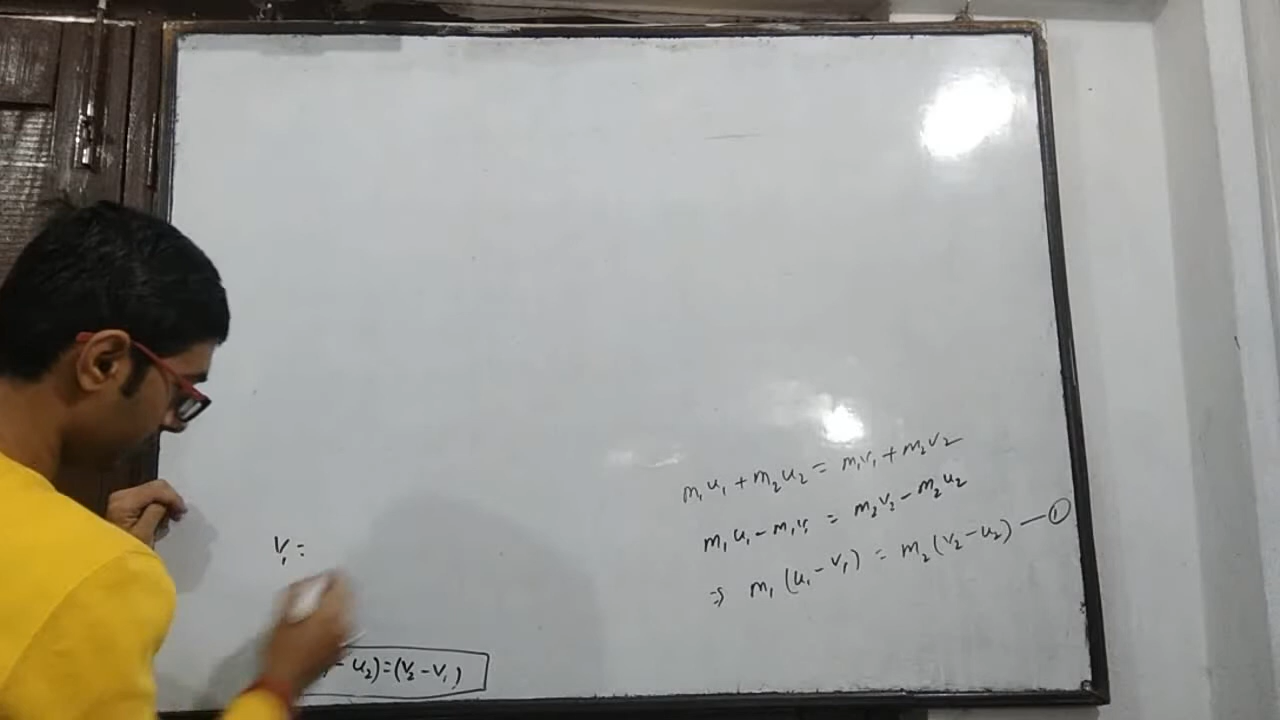 m₁u₁ + m₂u₂ = m₁v₁ + m₂v₂
m₁u₁ - m₁v₁ = m₂v₂ - m₂u₂
⇒ m₁(u₁ - v₁) = m₂(v₂ - u₂) — ①
v₁ =
- u₂) = (v₂ - v₁)